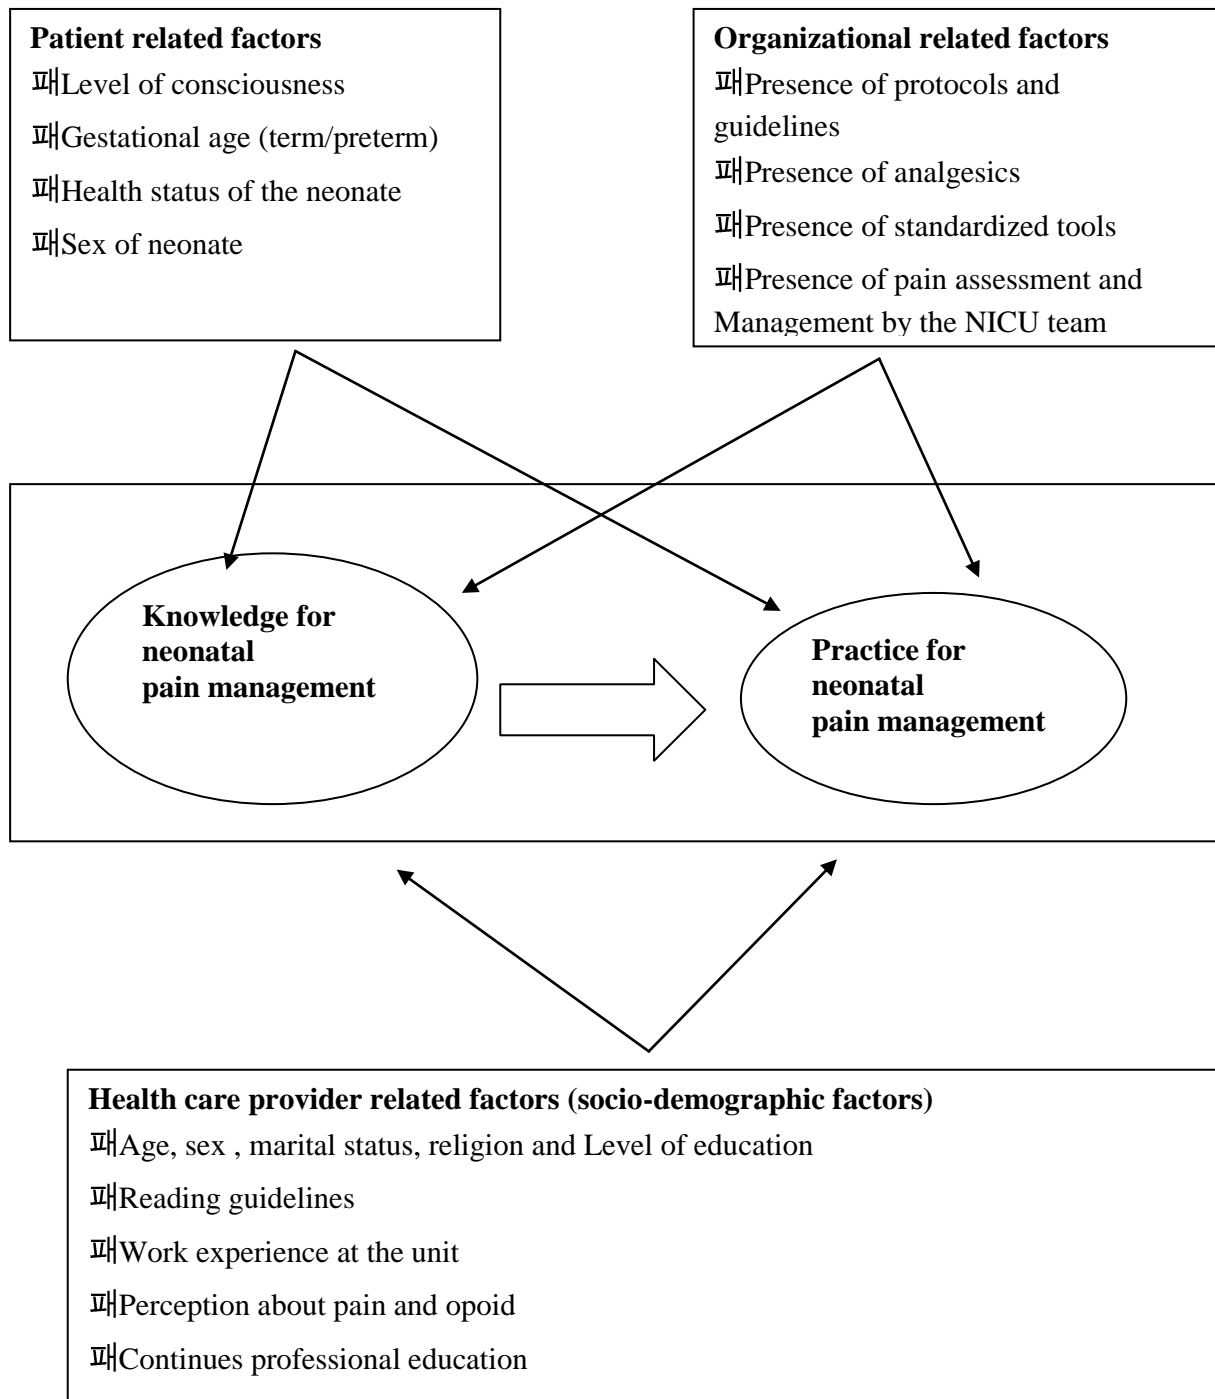 Patient related factors
패Level of consciousness
패Gestational age (term/preterm)
패Health status of the neonate
패Sex of neonate
Organizational related factors
패Presence of protocols and
guidelines
패Presence of analgesics
패Presence of standardized tools
패Presence of pain assessment and
Management by the NICU team
Knowledge for
neonatal
pain management
Practice for
neonatal
pain management
Health care provider related factors (socio-demographic factors)
패Age, sex , marital status, religion and Level of education
패Reading guidelines
패Work experience at the unit
패Perception about pain and opoid
패Continues professional education